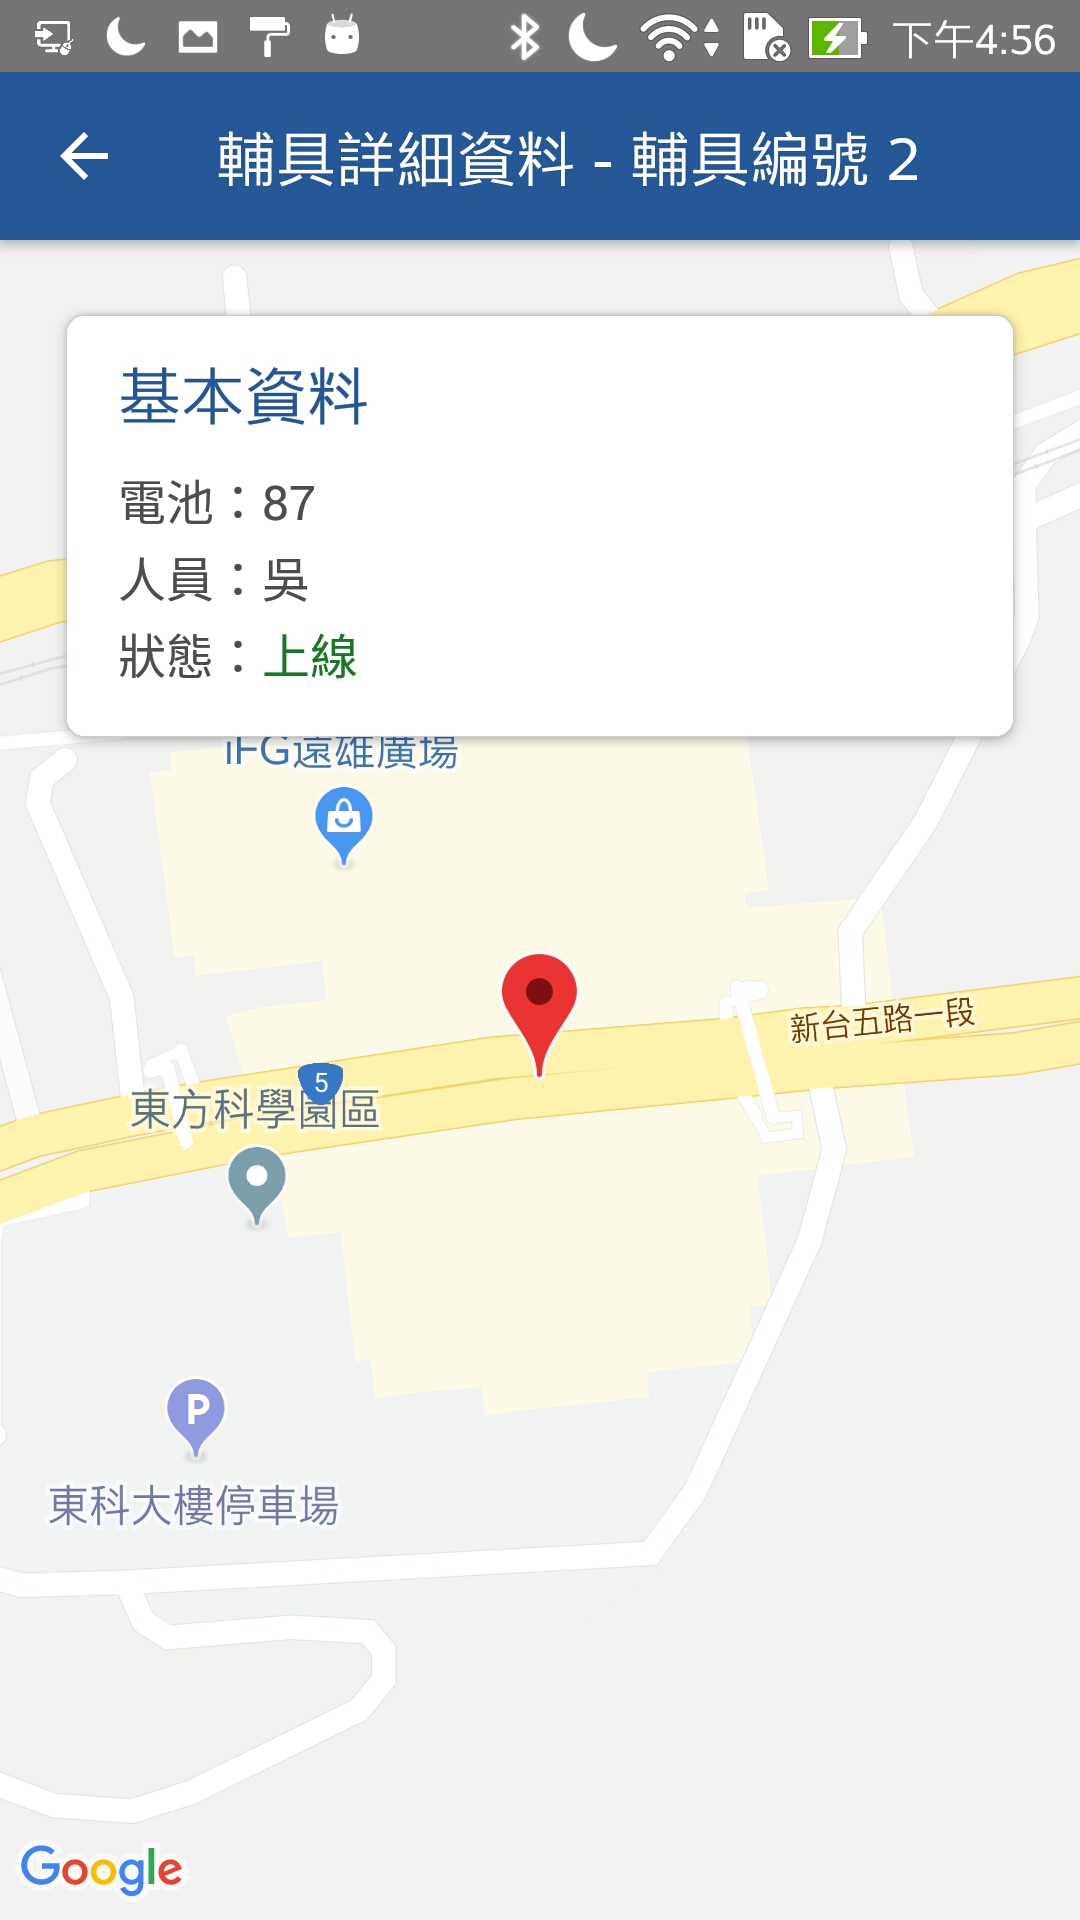 下午4:56
輔具詳細資料 - 輔具編號 2
基本資料
電池：87
人員：吳
狀態：上線
iFG遠雄廣場
新台五路一段
5
東方科學園區
P
東科大樓停車場
Google